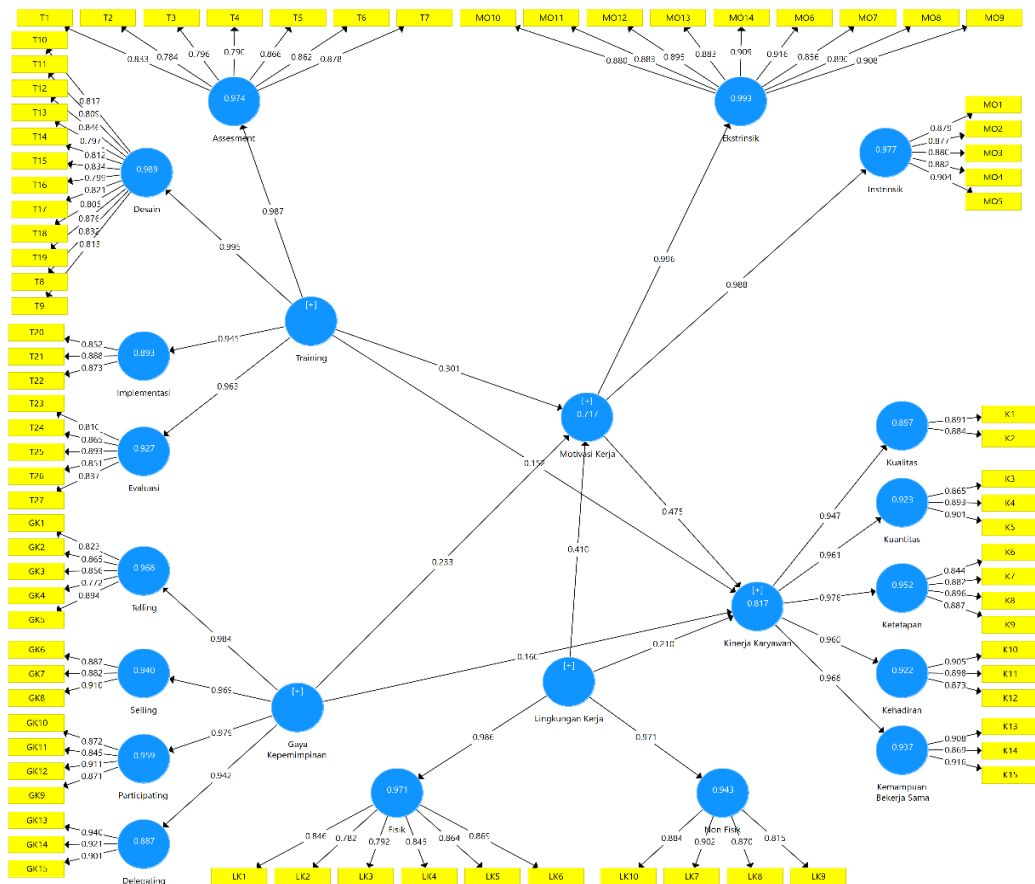 T1 T2 T3 T4 T5 T6 T7 MO10 MO11 MO12 MO13 MO14 MO6 MO7 MO8 MO9
0.833 0.784 0.796 0.790 0.866 0.862 0.878
0.880 0.883 0.895 0.883 0.909 0.916 0.866 0.890 0.908
0.974
Assesment
0.993
Ekstrinsik
T10
T11
T12
T13
T14
T15
T16
T17
T18
T19
T8
T9
0.817
0.809
0.846
0.797
0.812
0.834
0.799
0.821
0.805
0.876
0.832
0.813
0.989
Desain
MO1
MO2
MO3
MO4
MO5
0.879
0.877
0.880
0.882
0.904
0.977
Instrinsik
0.987
0.995
0.996
0.988
[+]
Training
T20
T21
T22
0.852
0.888
0.873
0.893
Implementasi
0.945
0.963
0.301
T23
T24
T25
T26
T27
0.810
0.865
0.893
0.851
0.837
0.927
Evaluasi
[+]
0.717
Motivasi Kerja
0.475
0.410
0.233
K1
K2
0.891
0.884
0.897
Kualitas
K3
K4
K5
0.865
0.893
0.901
0.923
Kuantitas
0.947
0.961
0.976
0.960
0.968
GK1
GK2
GK3
GK4
GK5
0.823
0.865
0.856
0.772
0.894
0.968
Telling
[+]
0.817
Kinerja Karyawan
K6
K7
K8
K9
0.844
0.882
0.896
0.887
0.952
Ketetapan
GK6
GK7
GK8
0.887
0.882
0.910
0.940
Selling
0.984
0.969
0.979
0.942
[+]
Gaya
Kepemimpinan
0.160
0.210
[+]
Lingkungan Kerja
K10
K11
K12
0.905
0.898
0.873
0.922
Kehadiran
GK10
GK11
GK12
GK9
0.872
0.845
0.911
0.871
0.959
Participating
K13
K14
K15
0.908
0.869
0.916
0.937
Kemampuan
Bekerja Sama
0.986
0.971
GK13
GK14
GK15
0.940
0.921
0.901
0.887
Delegating
0.971
Fisik
0.943
Non Fisik
0.846 0.782 0.792 0.845 0.864 0.869
0.884 0.902 0.870 0.815
LK1 LK2 LK3 LK4 LK5 LK6 LK10 LK7 LK8 LK9